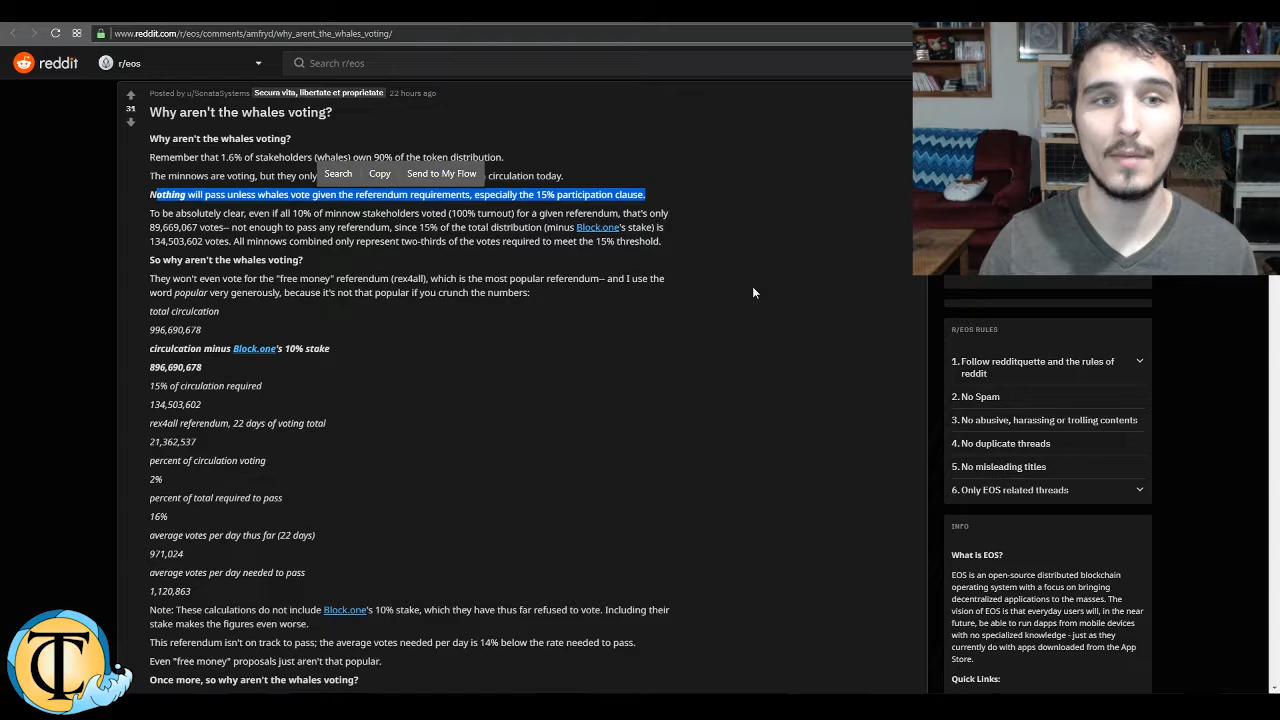 www.reddit.com/r/eos/comments/amfryd/why_arent_the_whales_voting/
reddit
r/eos
Search r/eos
Posted by u/SonataSystems Secura vita, libertate et proprietate 22 hours ago
31
Why aren't the whales voting?
Why aren't the whales voting?
Remember that 1.6% of stakeholders (whales) own 90% of the token distribution.
The minnows are voting, but they only circulation today.
Search Copy Send to My Flow
Nothing will pass unless whales vote given the referendum requirements, especially the 15% participation clause.
To be absolutely clear, even if all 10% of minnow stakeholders voted (100% turnout) for a given referendum, that's only
89,669,067 votes-- not enough to pass any referendum, since 15% of the total distribution (minus Block.one's stake) is
134,503,602 votes. All minnows combined only represent two-thirds of the votes required to meet the 15% threshold.
So why aren't the whales voting?
They won't even vote for the "free money" referendum (rex4all), which is the most popular referendum-- and I use the
word popular very generously, because it's not that popular if you crunch the numbers:
total circulcation
996,690,678
circulcation minus Block.one's 10% stake
896,690,678
15% of circulation required
134,503,602
rex4all referendum, 22 days of voting total
21,362,537
percent of circulation voting
2%
percent of total required to pass
16%
average votes per day thus far (22 days)
971,024
average votes per day needed to pass
1,120,863
Note: These calculations do not include Block.one's 10% stake, which they have thus far refused to vote. Including their
stake makes the figures even worse.
This referendum isn't on track to pass; the average votes needed per day is 14% below the rate needed to pass.
Even "free money" proposals just aren't that popular.
Once more, so why aren't the whales voting?
R/EOS RULES
1. Follow redditquette and the rules of
reddit
2. No Spam
3. No abusive, harassing or trolling contents
4. No duplicate threads
5. No misleading titles
6. Only EOS related threads
INFO
What is EOS?
EOS is an open-source distributed blockchain
operating system with a focus on bringing
decentralized applications to the masses. The
vision of EOS is that everyday users will, in the near
future, be able to run dapps from mobile devices
with no specialized knowledge - just as they
currently do with apps downloaded from the App
Store.
Quick Links: